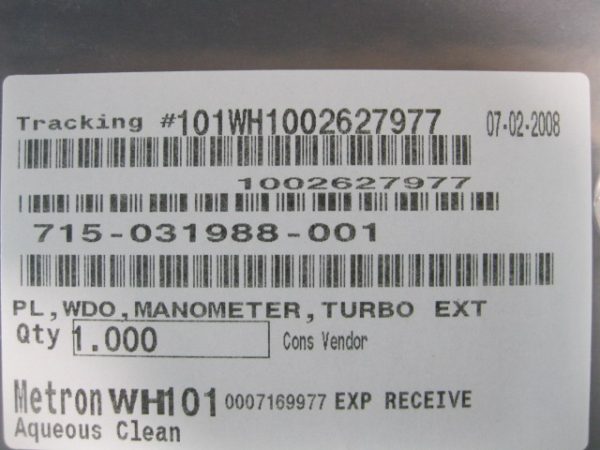 Tracking #101WH1002627977 07-02-2008
1002627977
715-031988-001
PL,WDO,MANOMETER,TURBO EXT
Qty 1.000 Cons Vendor
Metron WH101 0007169977 EXP RECEIVE
Aqueous Clean